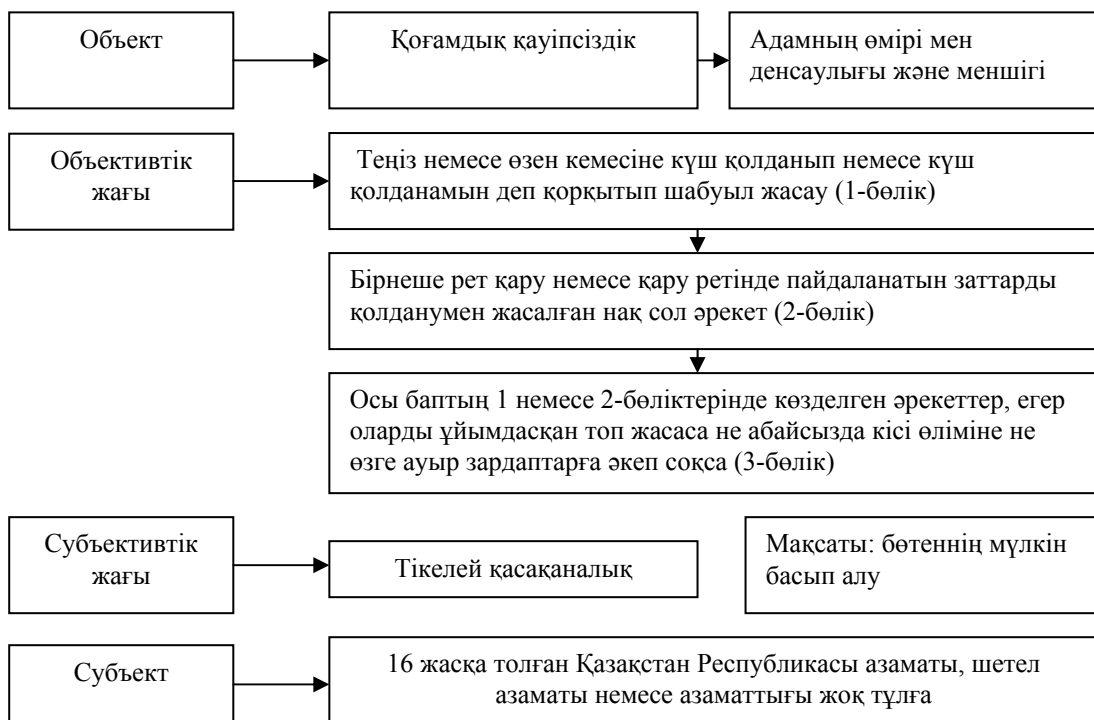 Объект
Қоғамдық қауіпсіздік
Адамның өмірі мен
денсаулығы және меншігі
Объективтік
жағы
Теңіз немесе өзен кемесіне күш қолданып немесе күш
қолданамын деп қорқытып шабуыл жасау (1-бөлік)
Бірнеше рет қару немесе қару ретінде пайдаланатын заттарды
қолданумен жасалған нақ сол әрекет (2-бөлік)
Осы баптың 1 немесе 2-бөліктерінде көзделген әрекеттер, егер
оларды ұйымдасқан топ жасаса не абайсызда кісі өліміне не
өзге ауыр зардаптарға әкеп соқса (3-бөлік)
Субъективтік
жағы
Тікелей қасақаналық
Мақсаты: бөтеннің мүлкін
басып алу
Субъект
16 жасқа толған Қазақстан Республикасы азаматы, шетел
азаматы немесе азаматтығы жоқ тұлға